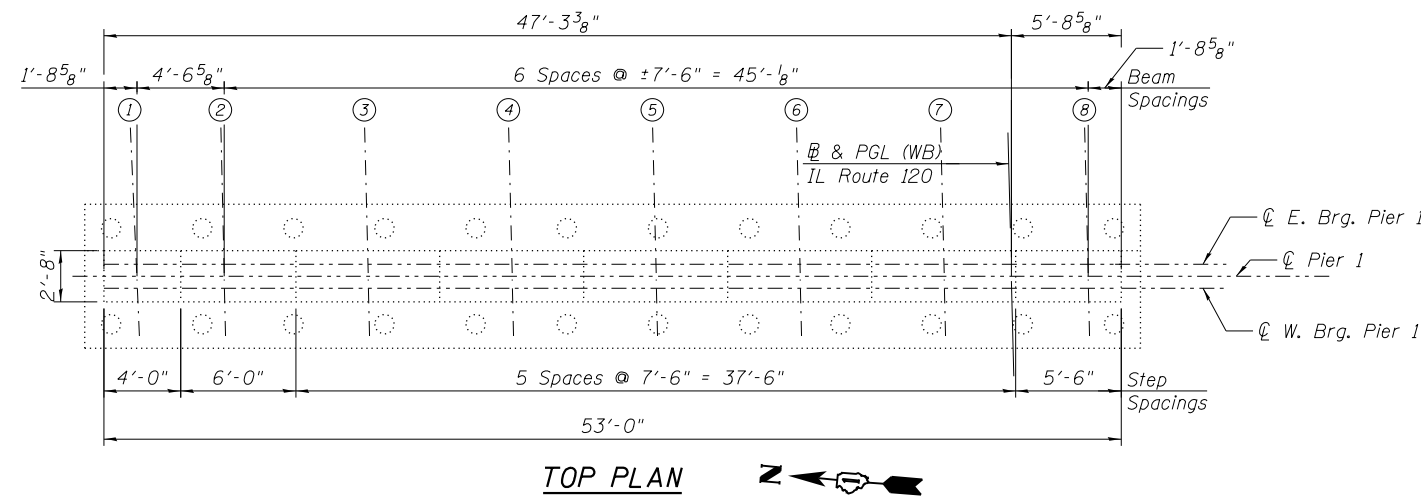 47'-3 3/8"
5'-8 5/8"
1'-8 5/8"
1'-8 5/8"
4'-6 5/8"
6 Spaces @ ±7'-6" = 45'-1/8"
Beam
Spacings
1
2
3
4
5
6
7
8
℄ & PGL (WB)
IL Route 120
2'-8"
℄ E. Brg. Pier 1
℄ Pier 1
℄ W. Brg. Pier 1
4'-0"
6'-0"
5 Spaces @ 7'-6" = 37'-6"
5'-6"
Step
Spacings
53'-0"
TOP PLAN
N